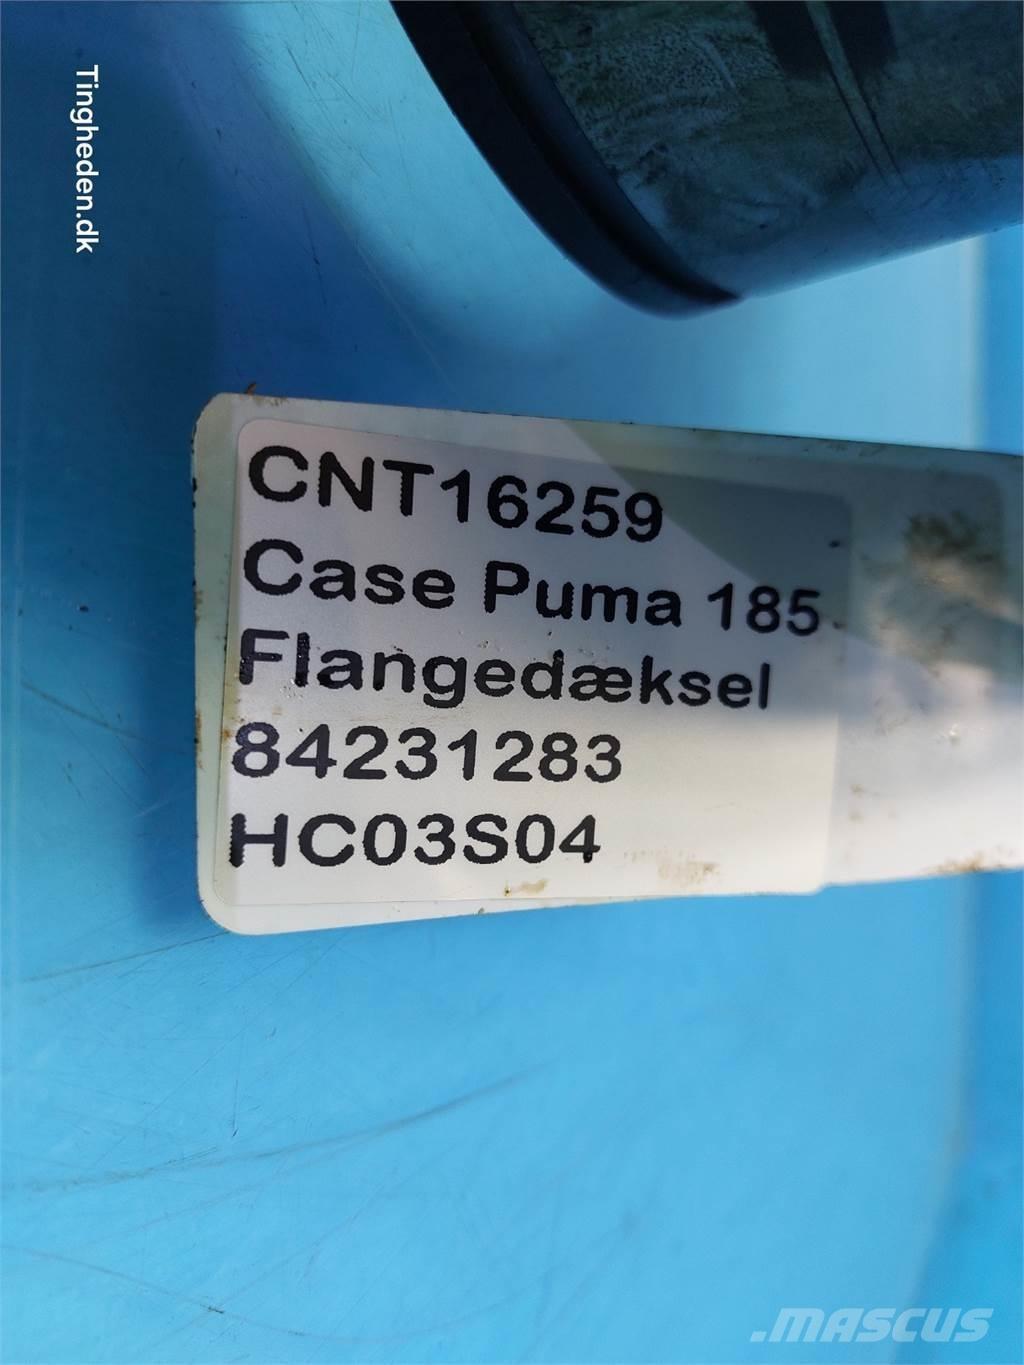 Tingheden.dk
CNT16259
Case Puma 185
Flangedæksel
84231283
HC03S04
.MASCUS